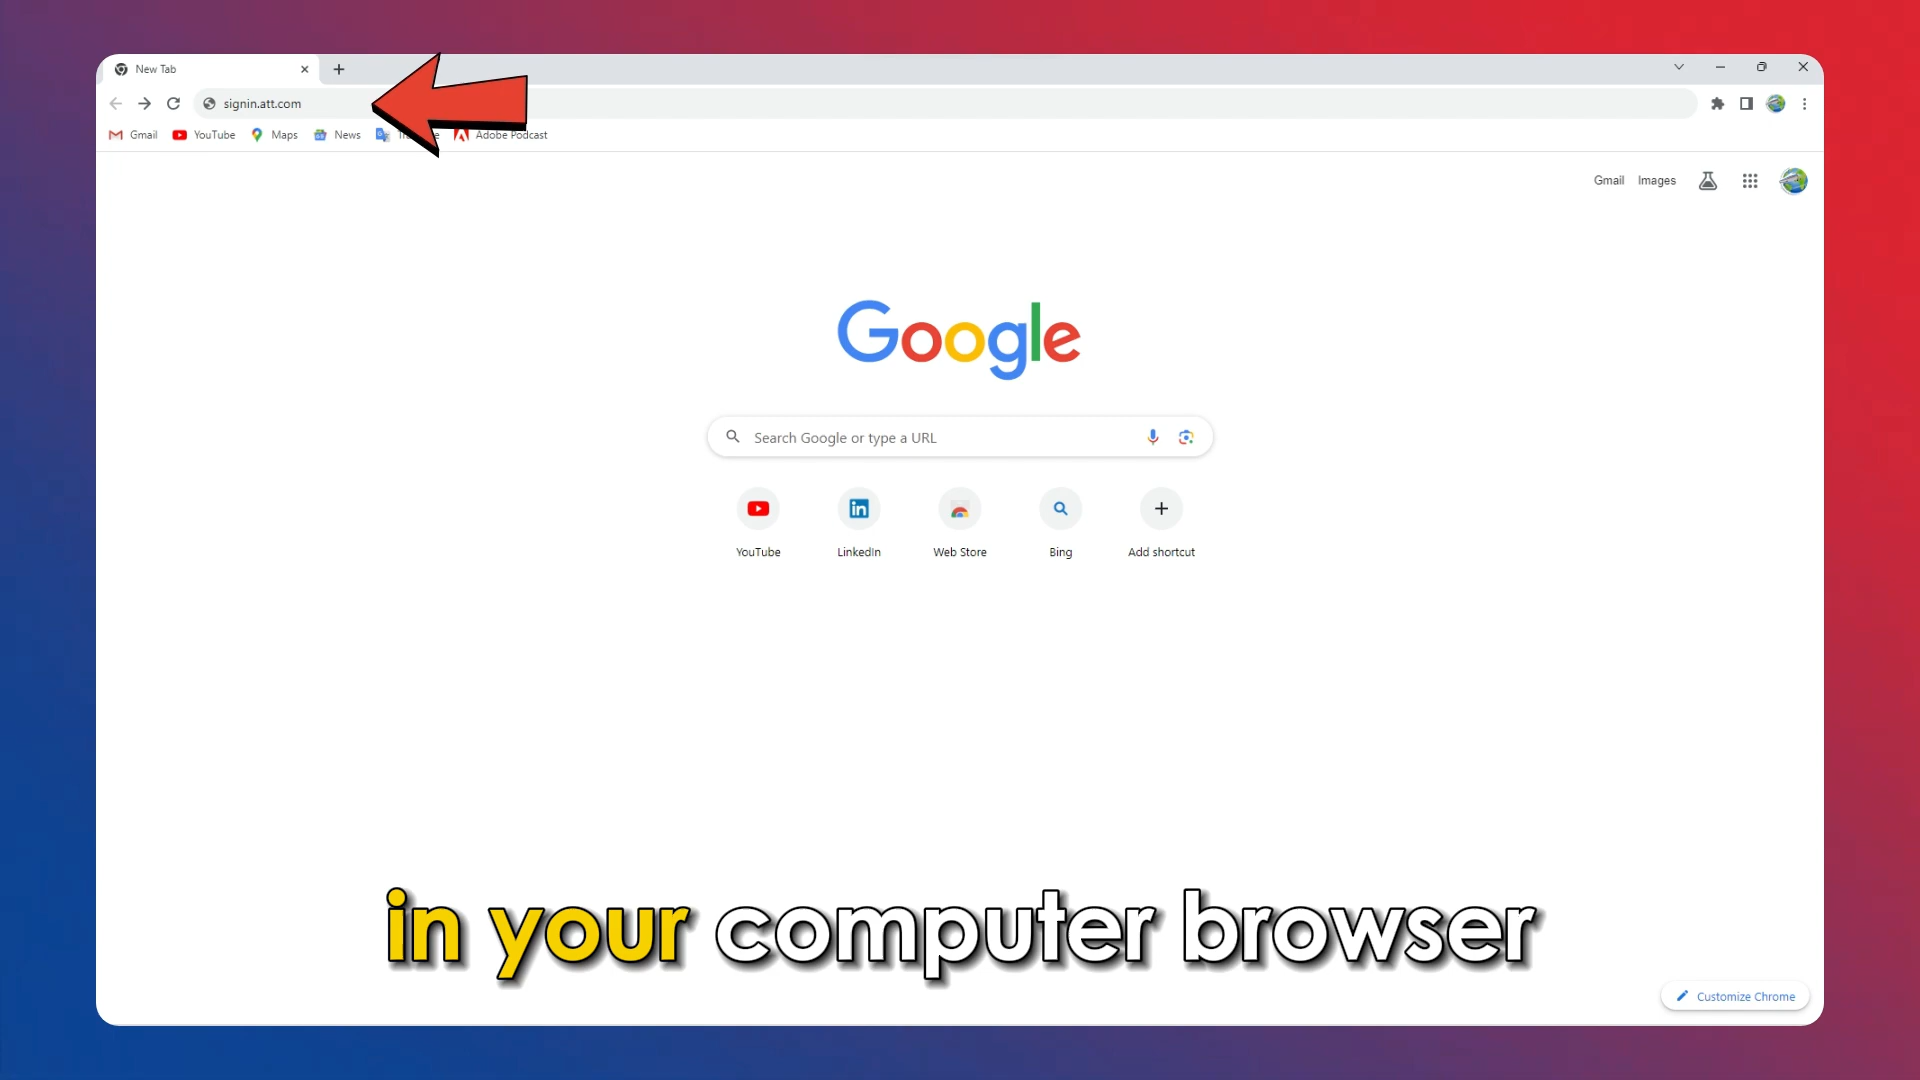 New Tab
signin.att.com
Gmail YouTube Maps News Adobe Podcast
Gmail Images
Google
Search Google or type a URL
YouTube LinkedIn Web Store Bing Add shortcut
in your computer browser
Customize Chrome